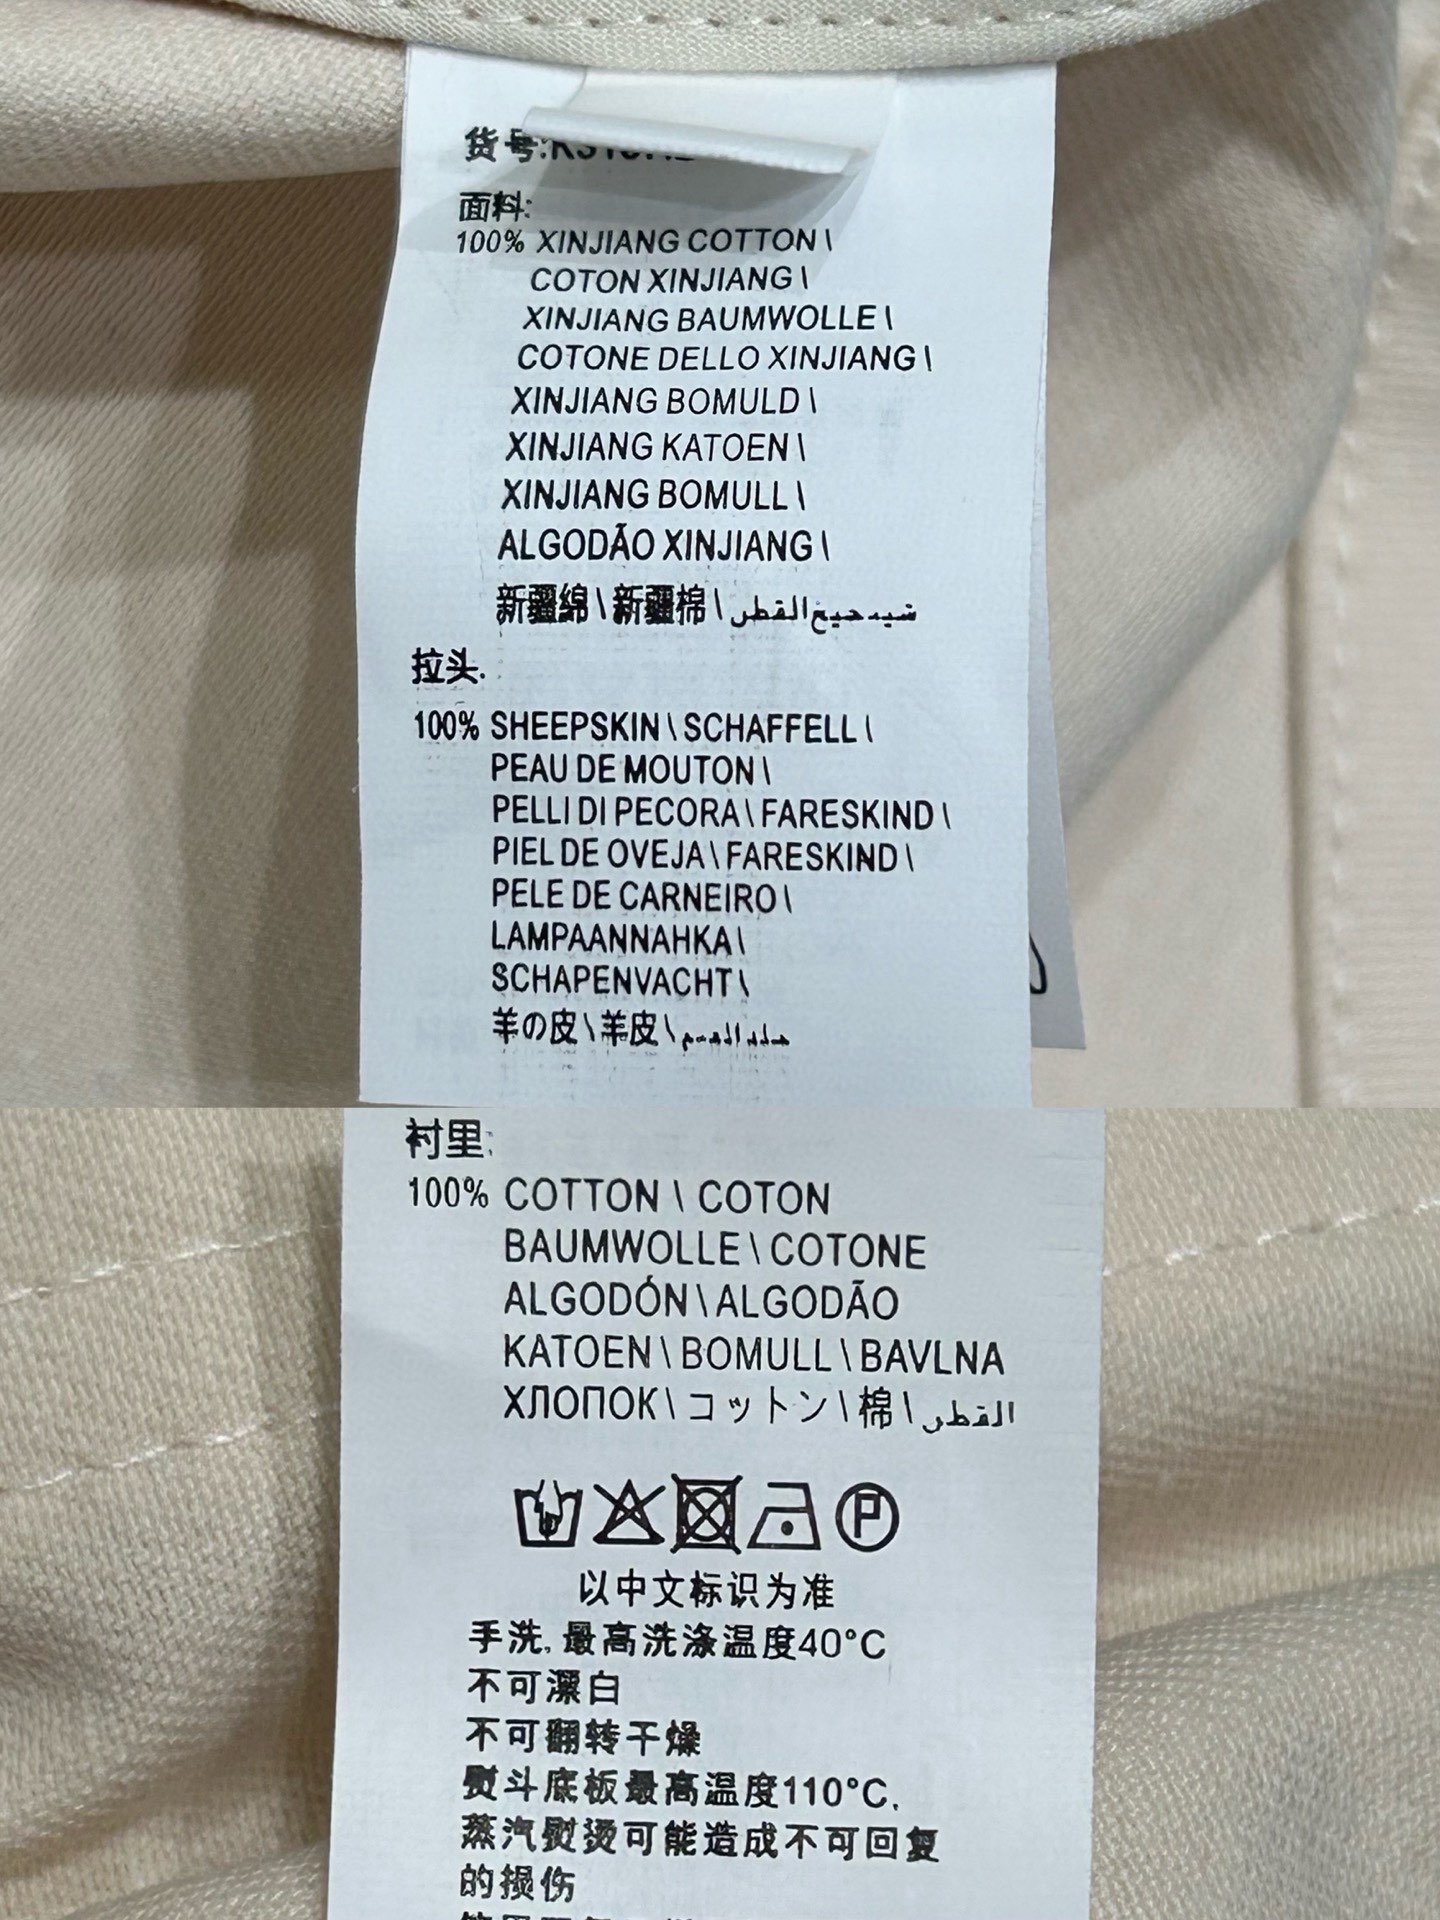 货号:
面料:
100% XINJIANG COTTON \
COTON XINJIANG \
XINJIANG BAUMWOLLE \
COTONE DELLO XINJIANG \
XINJIANG BOMULD \
XINJIANG KATOEN \
XINJIANG BOMULL \
ALGODÃO XINJIANG \
新疆綿 \ 新疆棉 \
拉头.
100% SHEEPSKIN \ SCHAFFELL \
PEAU DE MOUTON \
PELLI DI PECORA \ FARESKIND \
PIEL DE OVEJA \ FARESKIND \
PELE DE CARNEIRO \
LAMPAANNAHKA \
SCHAPENVACHT \
羊の皮 \ 羊皮 \
衬里:
100% COTTON \ COTON
BAUMWOLLE \ COTONE
ALGODÓN \ ALGODÃO
KATOEN \ BOMULL \ BAVLNA
ХЛОПОК \ コットン \ 棉 \ القطن
P
以中文标识为准
手洗, 最高洗涤温度40°C
不可漂白
不可翻转干燥
熨斗底板最高温度110°C,
蒸汽熨烫可能造成不可回复
的损伤